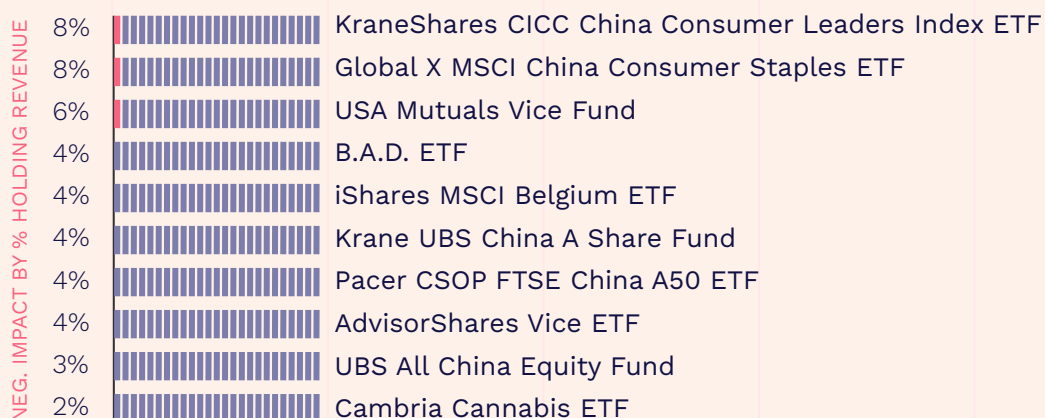 NEG. IMPACT BY % HOLDING REVENUE
8% KraneShares CICC China Consumer Leaders Index ETF
8% Global X MSCI China Consumer Staples ETF
6% USA Mutuals Vice Fund
4% B.A.D. ETF
4% iShares MSCI Belgium ETF
4% Krane UBS China A Share Fund
4% Pacer CSOP FTSE China A50 ETF
4% AdvisorShares Vice ETF
3% UBS All China Equity Fund
2% Cambria Cannabis ETF